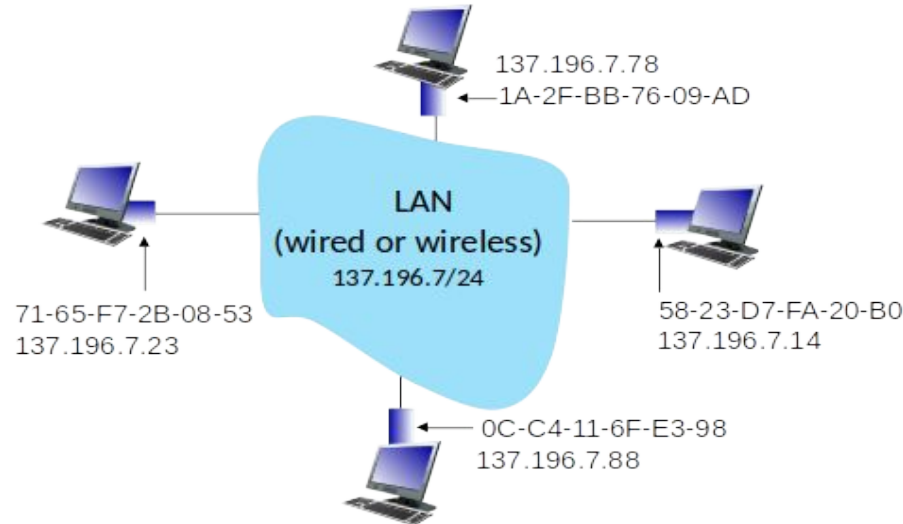 137.196.7.78
1A-2F-BB-76-09-AD
LAN
(wired or wireless)
137.196.7/24
71-65-F7-2B-08-53
137.196.7.23
58-23-D7-FA-20-B0
137.196.7.14
0C-C4-11-6F-E3-98
137.196.7.88